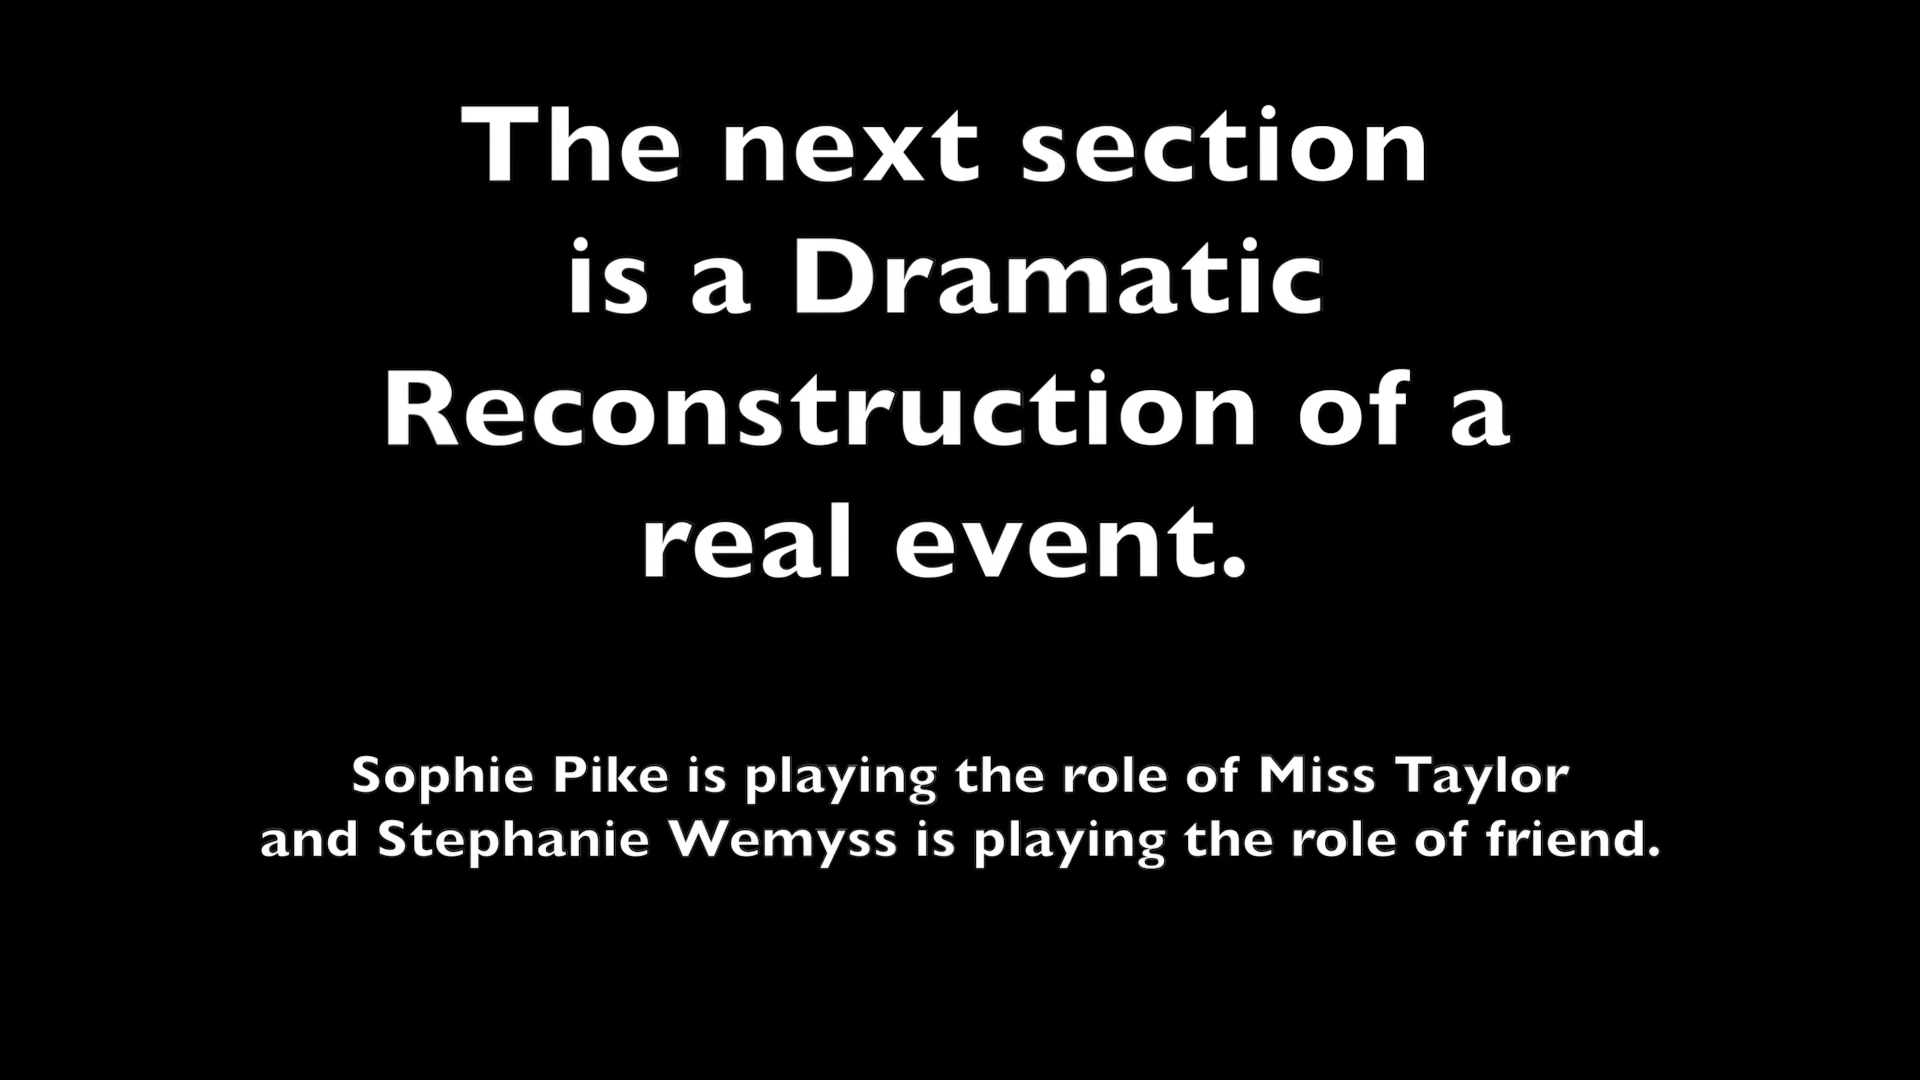 The next section
is a Dramatic
Reconstruction of a
real event.
Sophie Pike is playing the role of Miss Taylor
and Stephanie Wemyss is playing the role of friend.